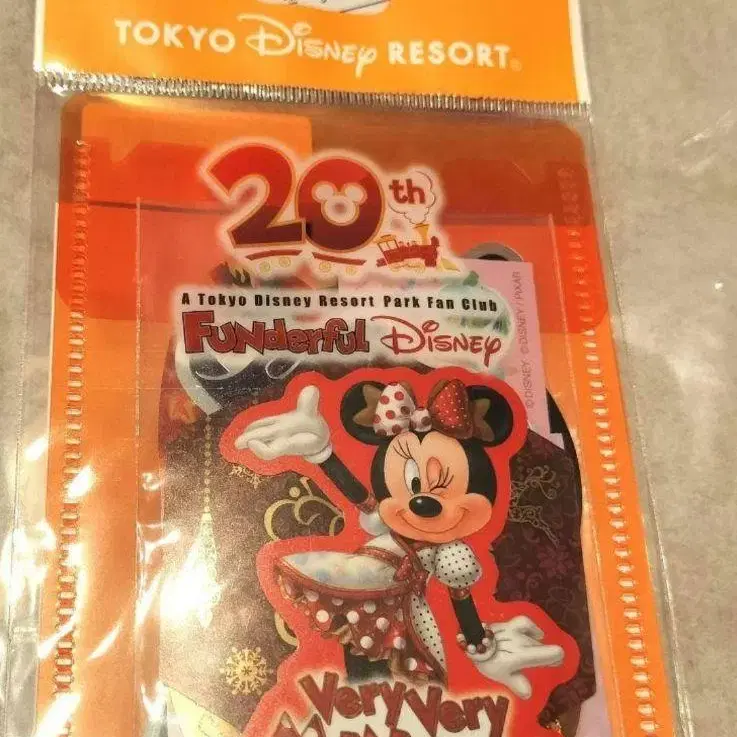 TOKYO Disney RESORT®
20th
A Tokyo Disney Resort Park Fan Club
FUNderful Disney
©DISNEY ©DISNEY / PIXAR
Very Very